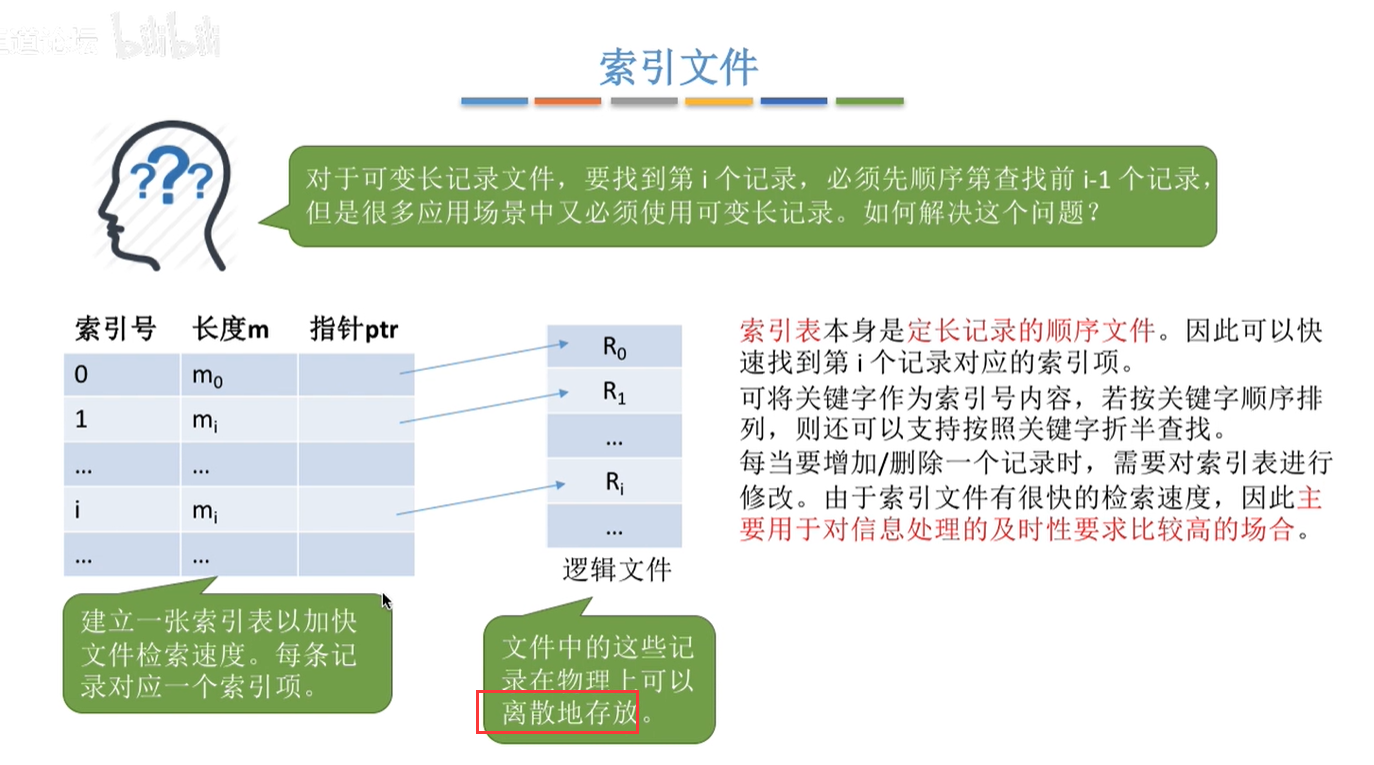 bilibili
索引文件
???
对于可变长记录文件，要找到第 i 个记录，必须先顺序第查找前 i-1 个记录，
但是很多应用场景中又必须使用可变长记录。如何解决这个问题？
索引号 长度m 指针ptr
0 m₀
1 mᵢ
... ...
i mᵢ
... ...
R₀
R₁
...
Rᵢ
...
逻辑文件
建立一张索引表以加快
文件检索速度。每条记
录对应一个索引项。
文件中的这些记
录在物理上可以
离散地存放。
索引表本身是定长记录的顺序文件。因此可以快
速找到第 i 个记录对应的索引项。
可将关键字作为索引号内容，若按关键字顺序排
列，则还可以支持按照关键字折半查找。
每当要增加/删除一个记录时，需要对索引表进行
修改。由于索引文件有很快的检索速度，因此主
要用于对信息处理的及时性要求比较高的场合。